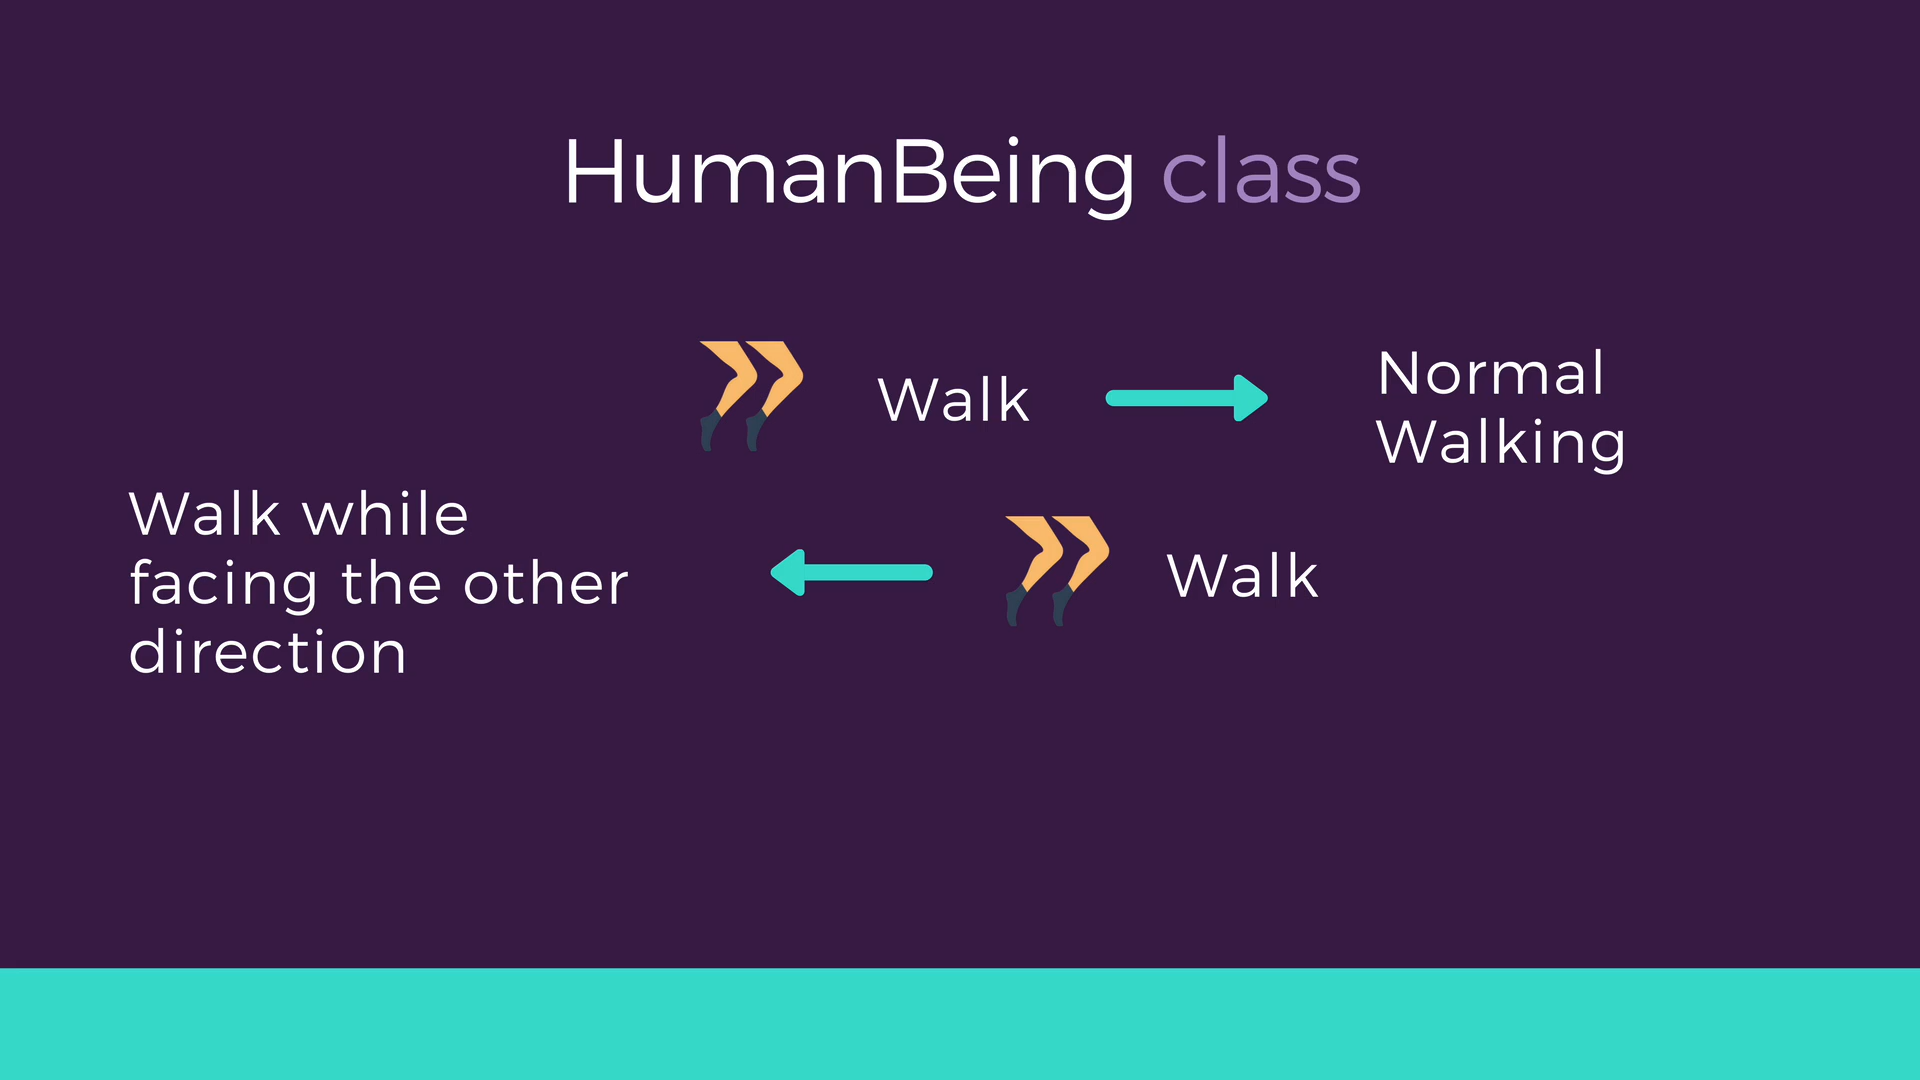 HumanBeing class
Walk
Normal
Walking
Walk while
facing the other
direction
Walk